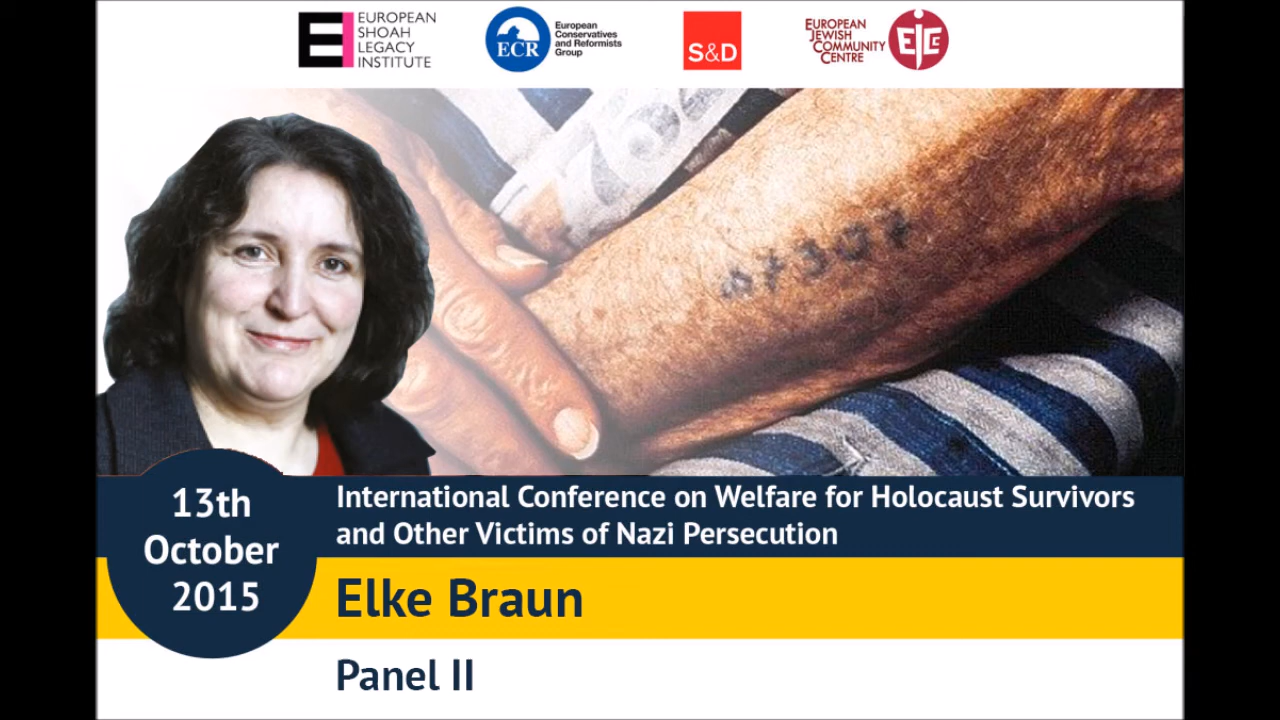 EUROPEAN
SHOAH
LEGACY
INSTITUTE
ECR
European
Conservatives
and Reformists
Group
S&D
EUROPEAN
JEWISH
COMMUNITY
CENTRE
EJCC
13th
October
2015
International Conference on Welfare for Holocaust Survivors
and Other Victims of Nazi Persecution
Elke Braun
Panel II